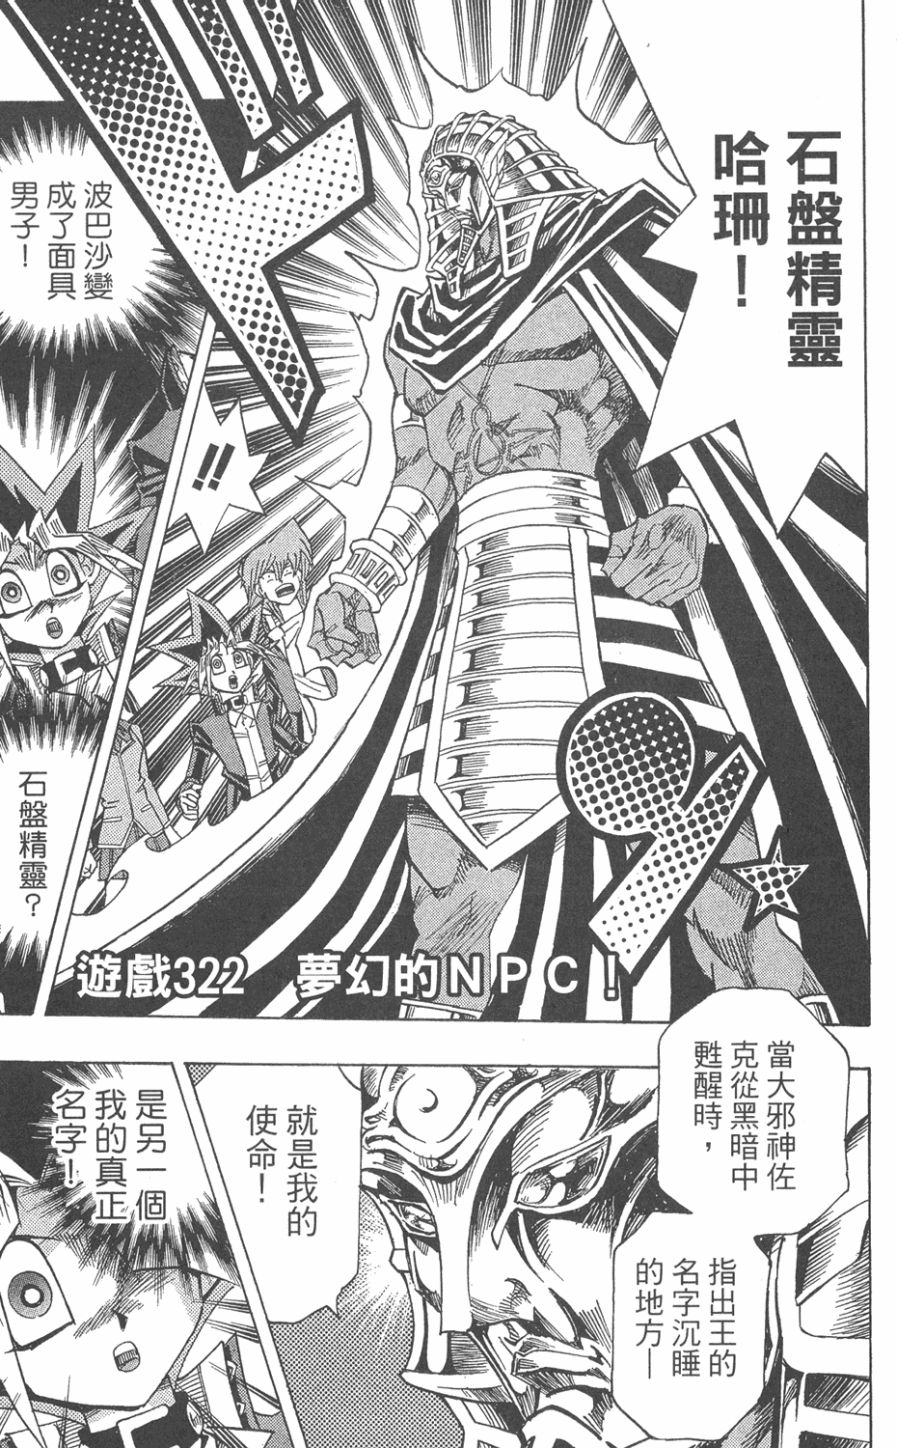 石盤精靈
哈珊！
！！
波巴沙變
成了面具
男子！
石盤精靈？
遊戲322　夢幻的ＮＰＣ！
當大邪神佐
克從黑暗中
甦醒時，
指出王的
名字沉睡
的地方—
就是我的
使命！
是另一個
我的真正
名字！